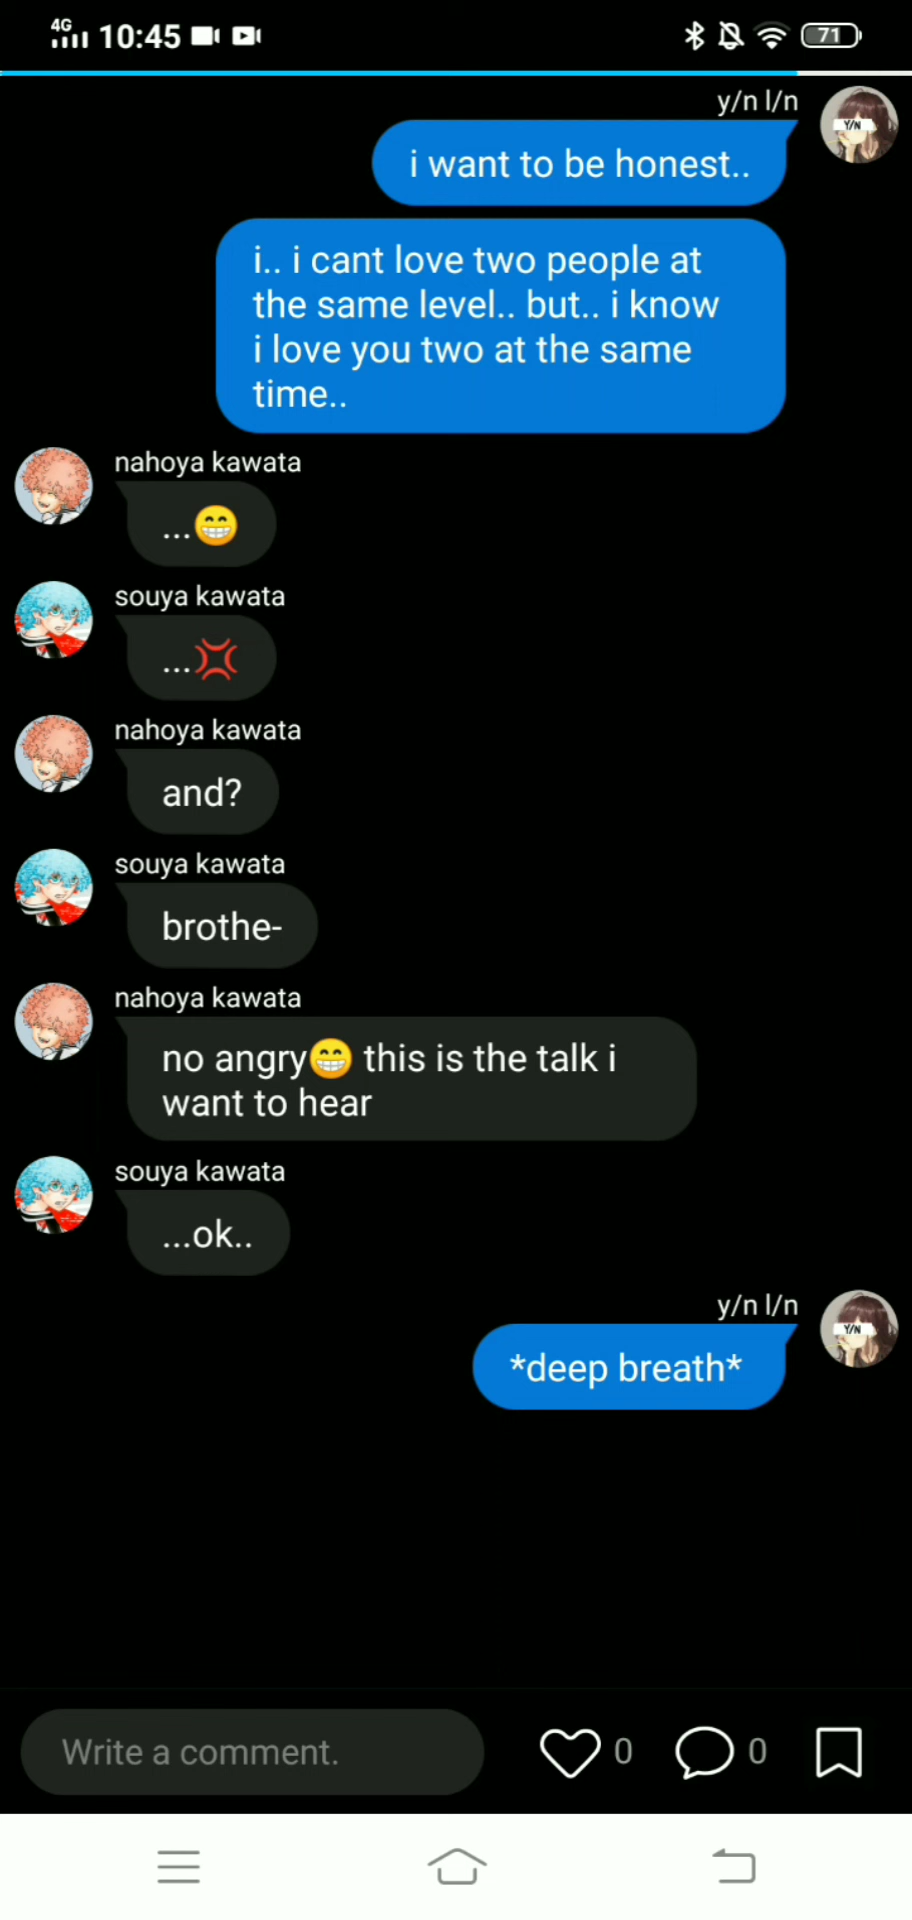 4G 10:45 71
y/n l/n
Y/N
i want to be honest..
i.. i cant love two people at
the same level.. but.. i know
i love you two at the same
time..
nahoya kawata
...😁
souya kawata
...💢
nahoya kawata
and?
souya kawata
brothe-
nahoya kawata
no angry😁 this is the talk i
want to hear
souya kawata
...ok..
y/n l/n
Y/N
*deep breath*
Write a comment.
0
0